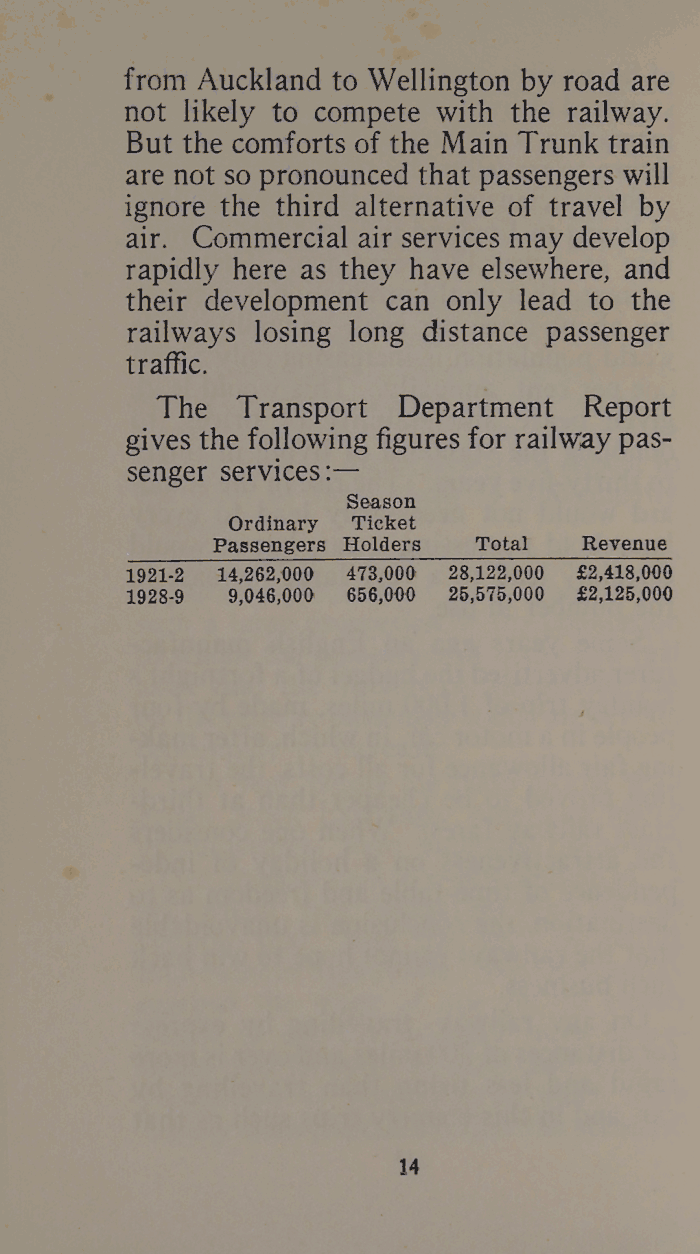 from Auckland to Wellington by road are
not likely to compete with the railway.
But the comforts of the Main Trunk train
are not so pronounced that passengers will
ignore the third alternative of travel by
air. Commercial air services may develop
rapidly here as they have elsewhere, and
their development can only lead to the
railways losing long distance passenger
traffic.
The Transport Department Report
gives the following figures for railway pas-
senger services:—
Season
Ordinary Ticket
Passengers Holders Total Revenue
1921-2 14,262,000 473,000 28,122,000 £2,418,000
1928-9 9,046,000 656,000 25,575,000 £2,125,000
14